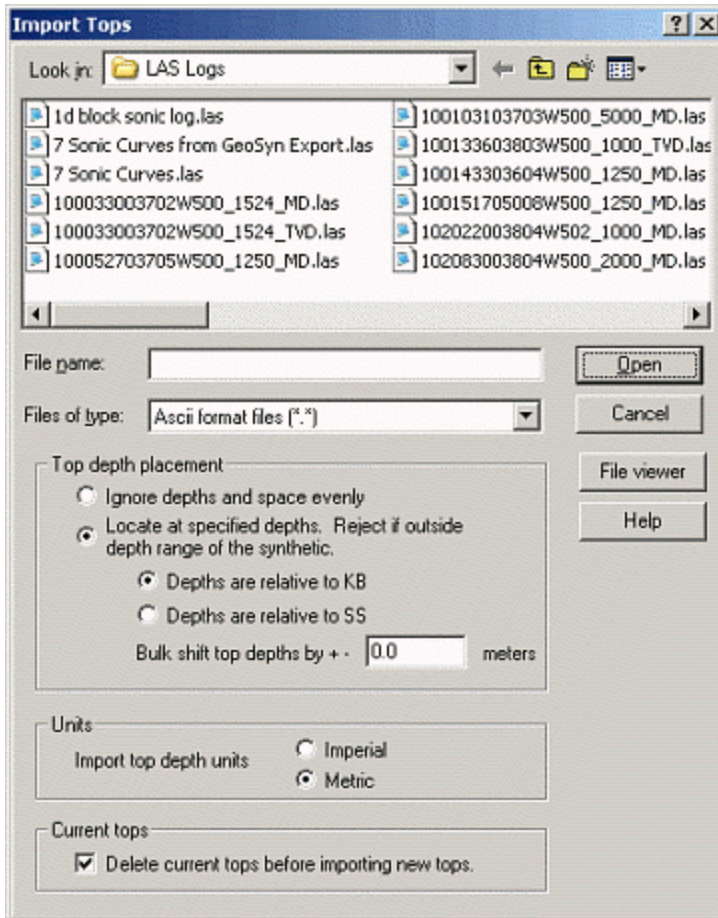 Import Tops
Look in: LAS Logs
1d block sonic log.las
7 Sonic Curves from GeoSyn Export.las
7 Sonic Curves.las
100033003702W500_1524_MD.las
100033003702W500_1524_TVD.las
100052703705W500_1250_MD.las
100103103703W500_5000_MD.las
100133603803W500_1000_TVD.las
100143303604W500_1250_MD.las
100151705008W500_1250_MD.las
102022003804W502_1000_MD.las
102083003804W500_2000_MD.las
File name:
Open
Files of type: Ascii format files (*.*)
Cancel
File viewer
Help
Top depth placement
Ignore depths and space evenly
Locate at specified depths. Reject if outside
depth range of the synthetic.
Depths are relative to KB
Depths are relative to SS
Bulk shift top depths by + - 0.0 meters
Units
Import top depth units
Imperial
Metric
Current tops
Delete current tops before importing new tops.